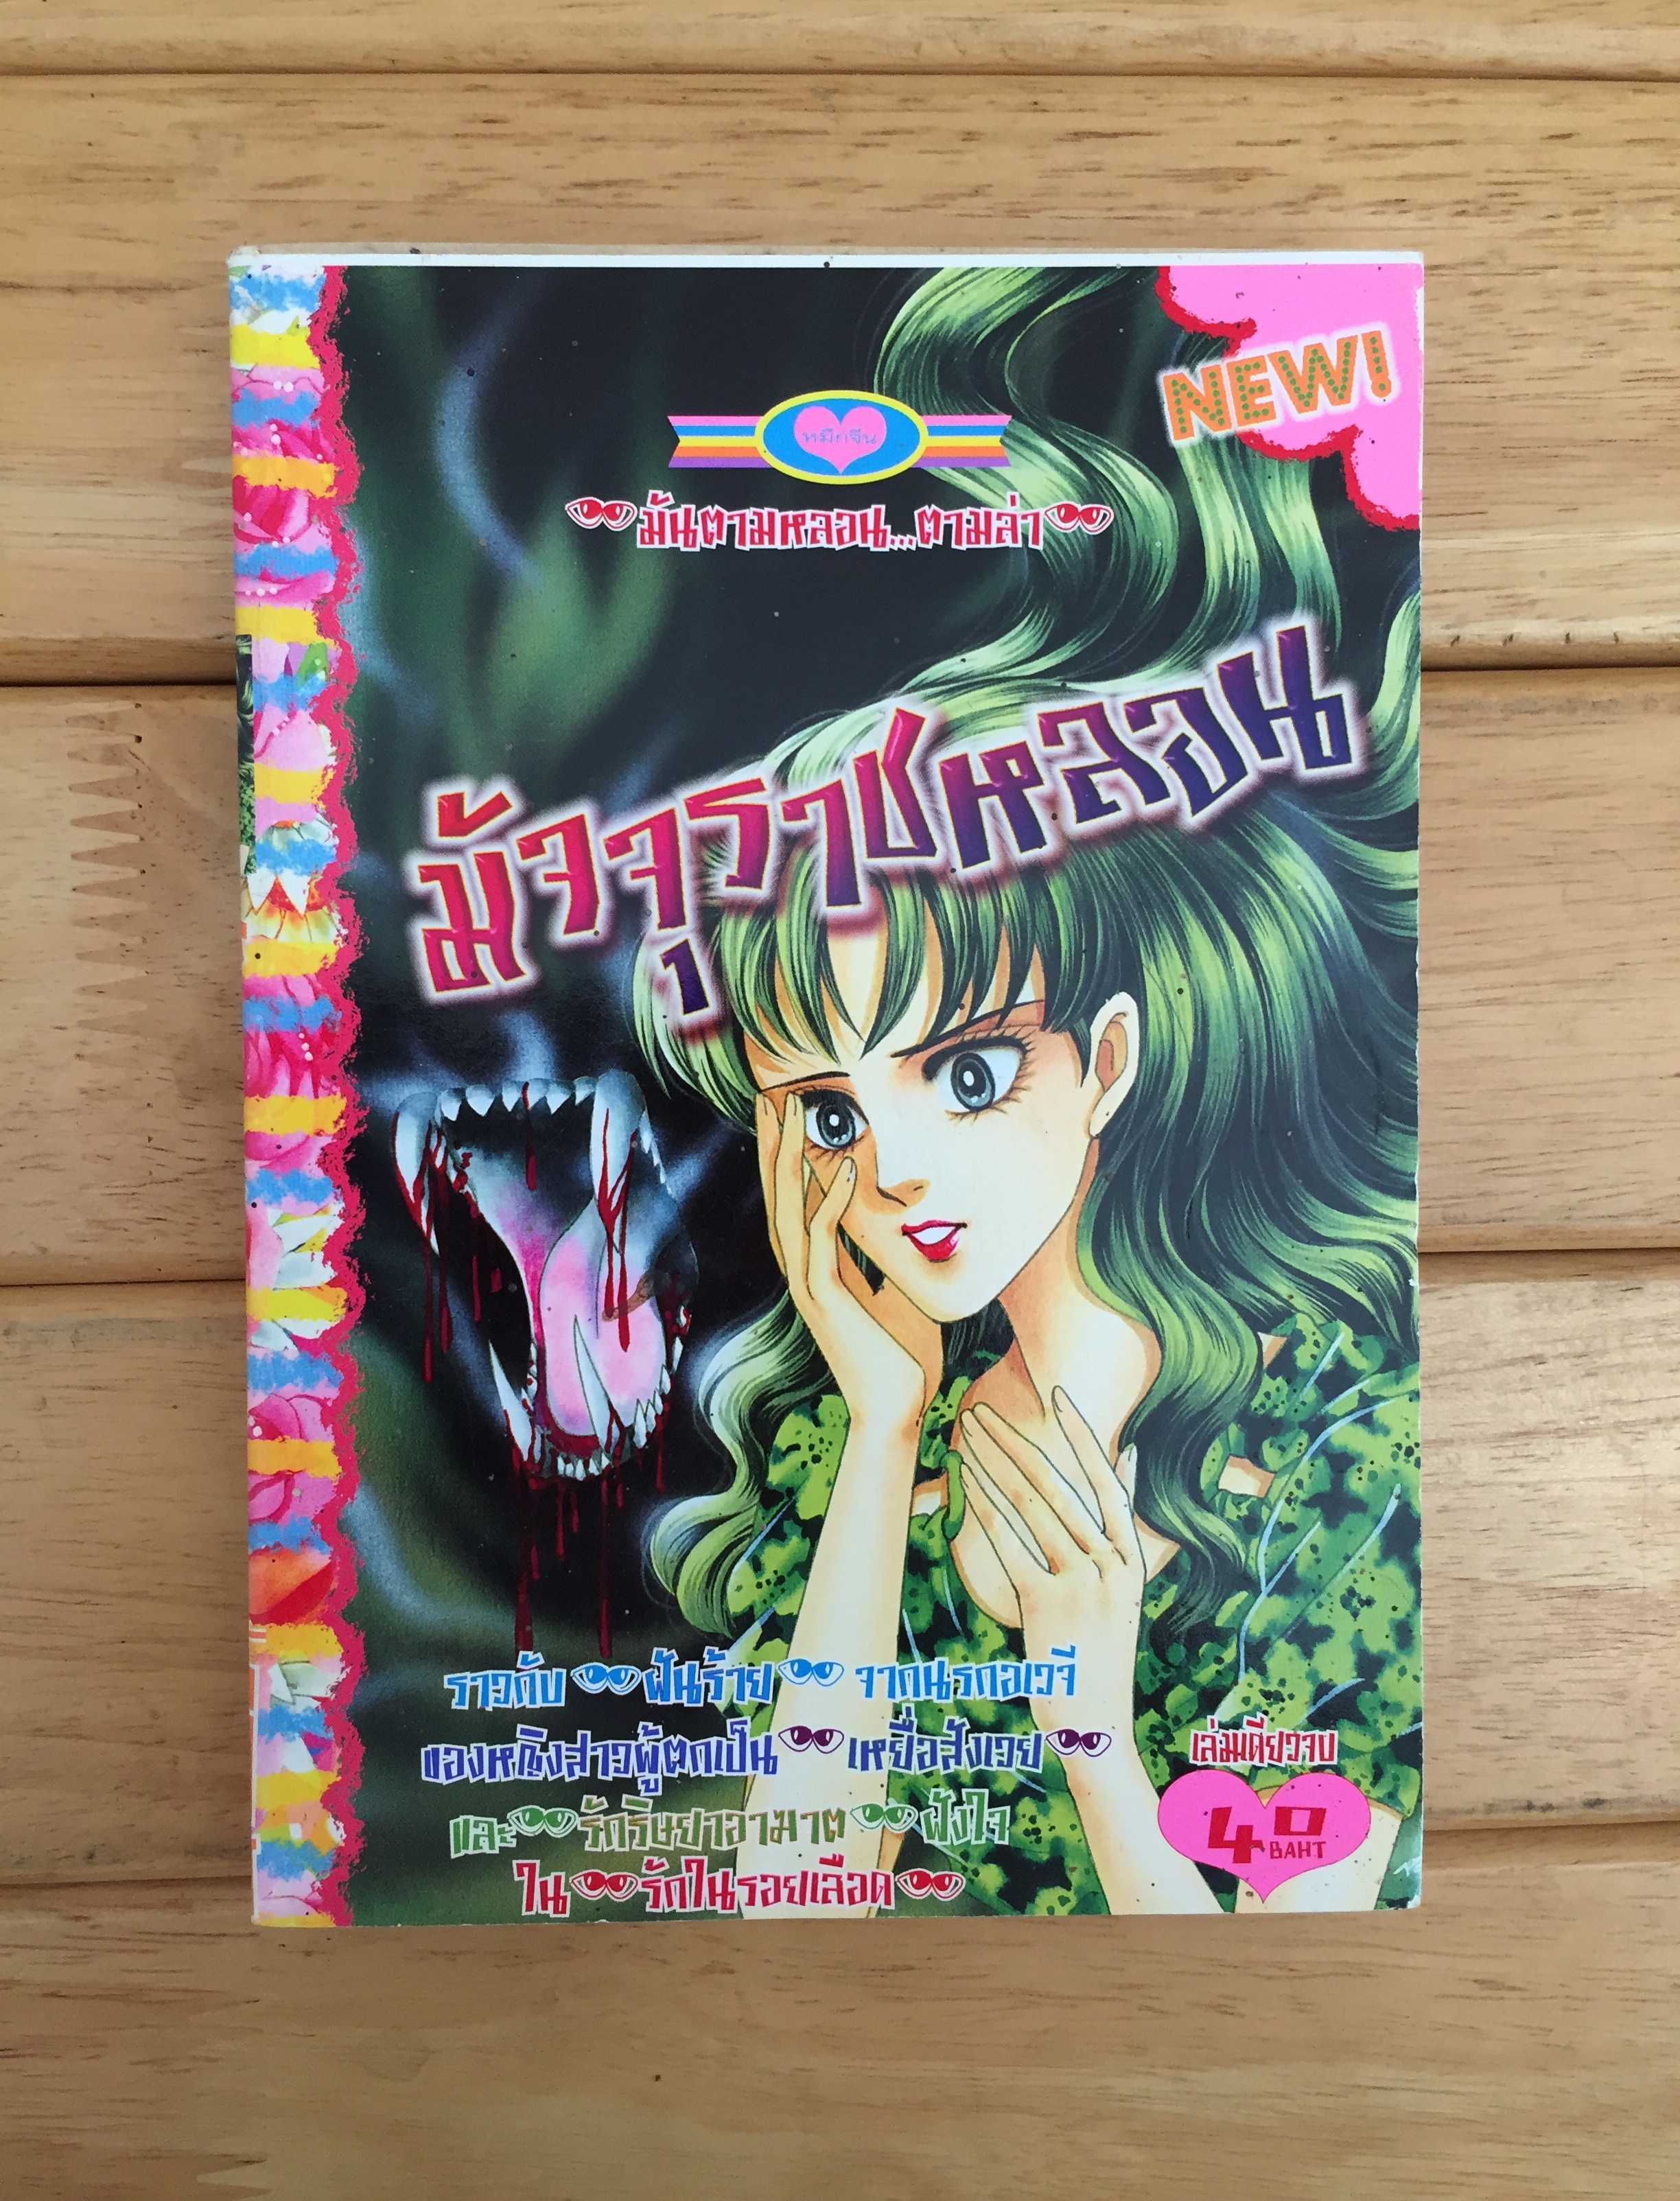 NEW!
หมึกจีน
มันตามหลอน...ตามล่า
มัจจุราชหลอน
ราวกับ ฝันร้าย จากนรกอเวจี
ของหญิงสาวผู้ตกเป็น เหยื่อสังเวย
และ รักริษยาอาฆาต ฝังใจ
ใน รักในรอยเลือด
เล่มเดียวจบ
40
BAHT